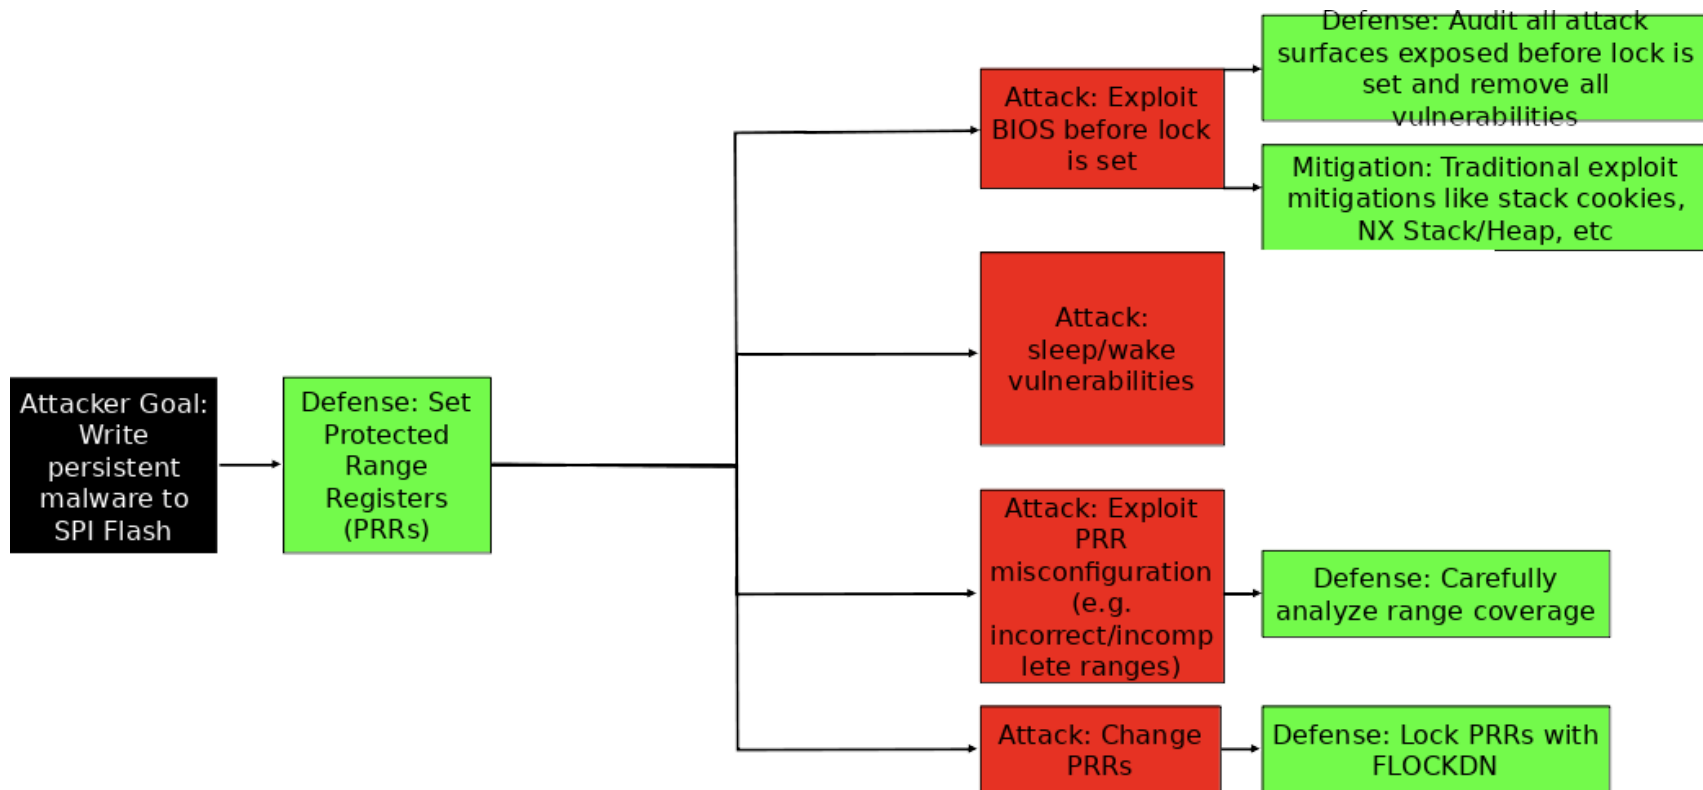 Attacker Goal:
Write
persistent
malware to
SPI Flash
Defense: Set
Protected
Range
Registers
(PRRs)
Attack: Exploit
BIOS before lock
is set
Defense: Audit all attack
surfaces exposed before lock is
set and remove all
vulnerabilities
Mitigation: Traditional exploit
mitigations like stack cookies,
NX Stack/Heap, etc
Attack:
sleep/wake
vulnerabilities
Attack: Exploit
PRR
misconfiguration
(e.g.
incorrect/incomp
lete ranges)
Defense: Carefully
analyze range coverage
Attack: Change
PRRs
Defense: Lock PRRs with
FLOCKDN